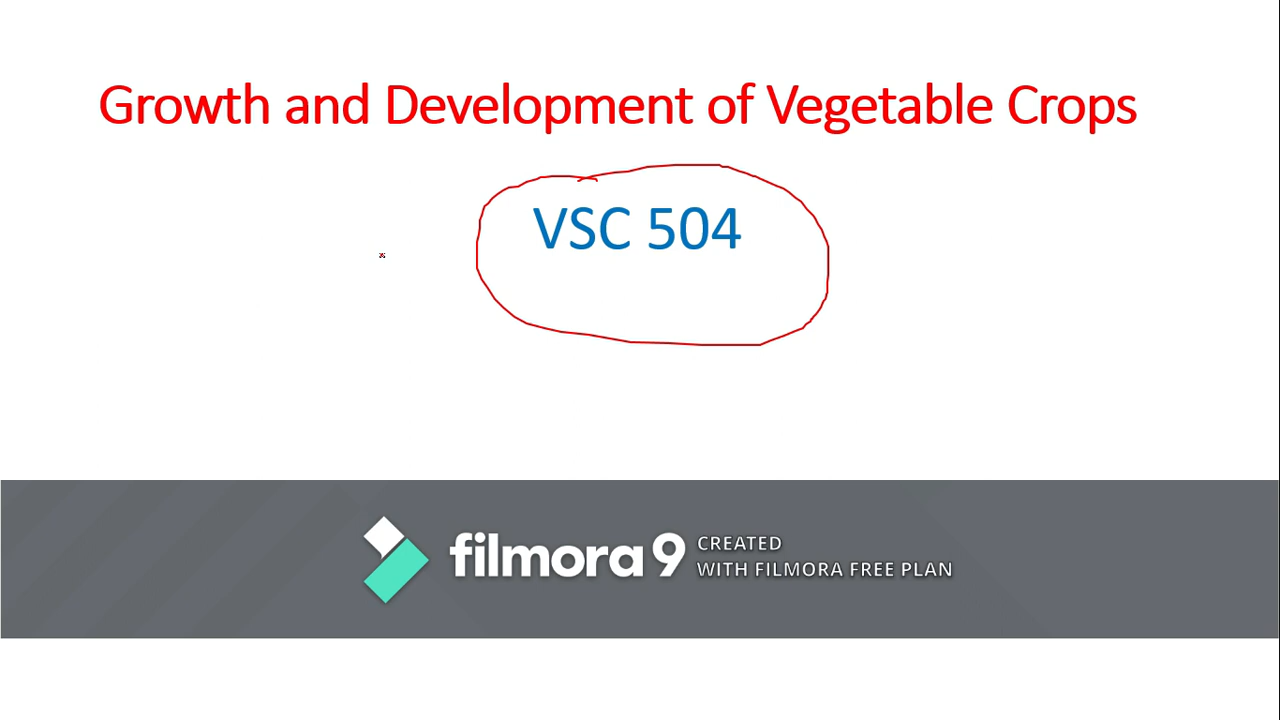 Growth and Development of Vegetable Crops
VSC 504
filmora 9
CREATED
WITH FILMORA FREE PLAN